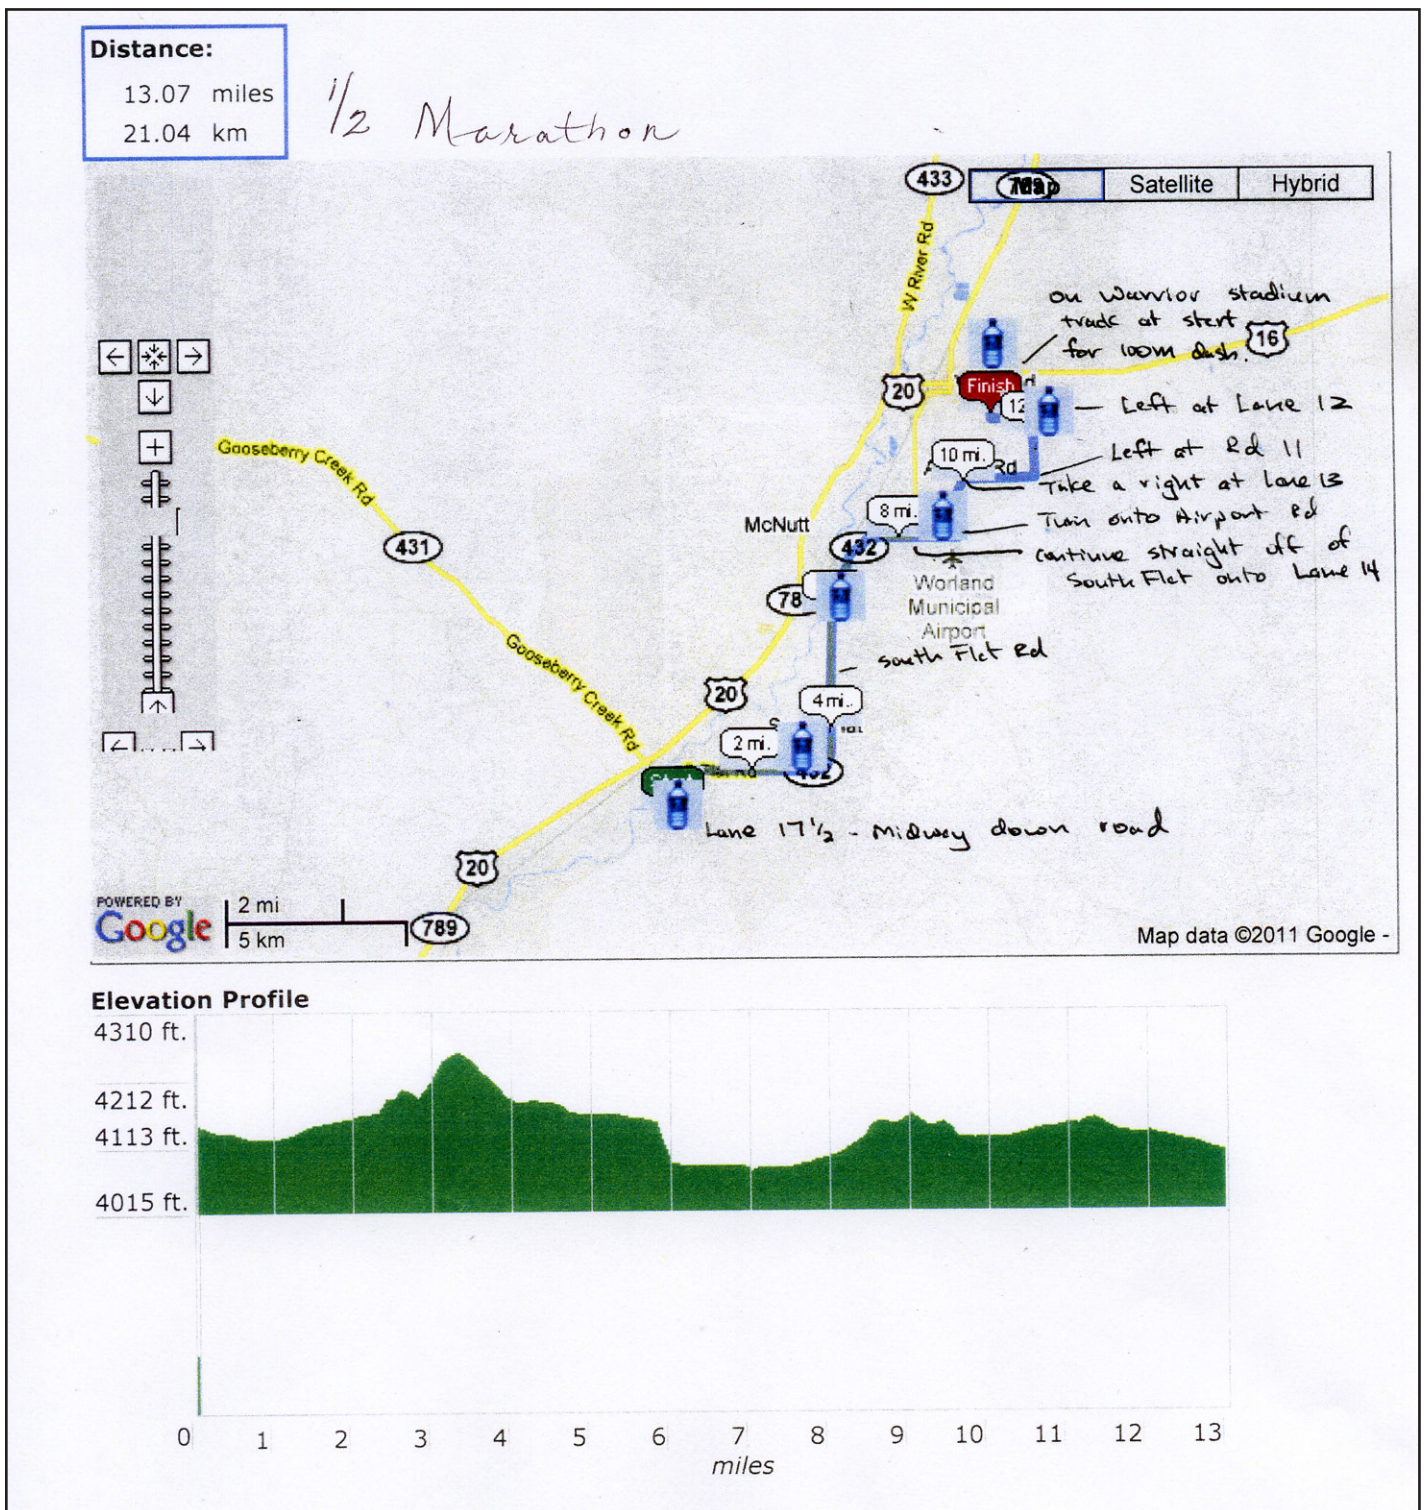 Distance:
13.07 miles
21.04 km
1/2 Marathon
433
Map
Satellite
Hybrid
W River Rd
on Warrior stadium
track at start
for 100m dash.
16
20
Finish
12
Left at Lane 12
Gooseberry Creek Rd
10 mi.
Rd
Left at Rd 11
Take a right at lane 13
8 mi.
Turn onto Airport Rd
McNutt
431
432
continue straight off of
South Flat onto Lane 14
Worland
Municipal
Airport
78
South Flat Rd
Gooseberry Creek Rd
20
4 mi.
2 mi.
Lane 17 1/2 - Midway down road
20
POWERED BY
Google
2 mi
5 km
789
Map data ©2011 Google -
Elevation Profile
4310 ft.
4212 ft.
4113 ft.
4015 ft.
0 1 2 3 4 5 6 7 8 9 10 11 12 13
miles